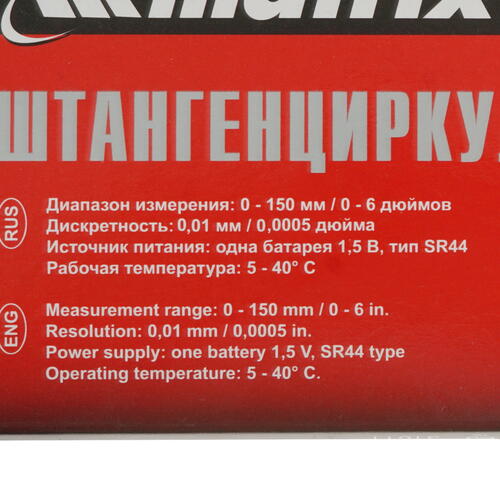 matrix
ШТАНГЕНЦИРКУ
RUS
Диапазон измерения: 0 - 150 мм / 0 - 6 дюймов
Дискретность: 0,01 мм / 0,0005 дюйма
Источник питания: одна батарея 1,5 В, тип SR44
Рабочая температура: 5 - 40° С
ENG
Measurement range: 0 - 150 mm / 0 - 6 in.
Resolution: 0,01 mm / 0,0005 in.
Power supply: one battery 1,5 V, SR44 type
Operating temperature: 5 - 40° C.